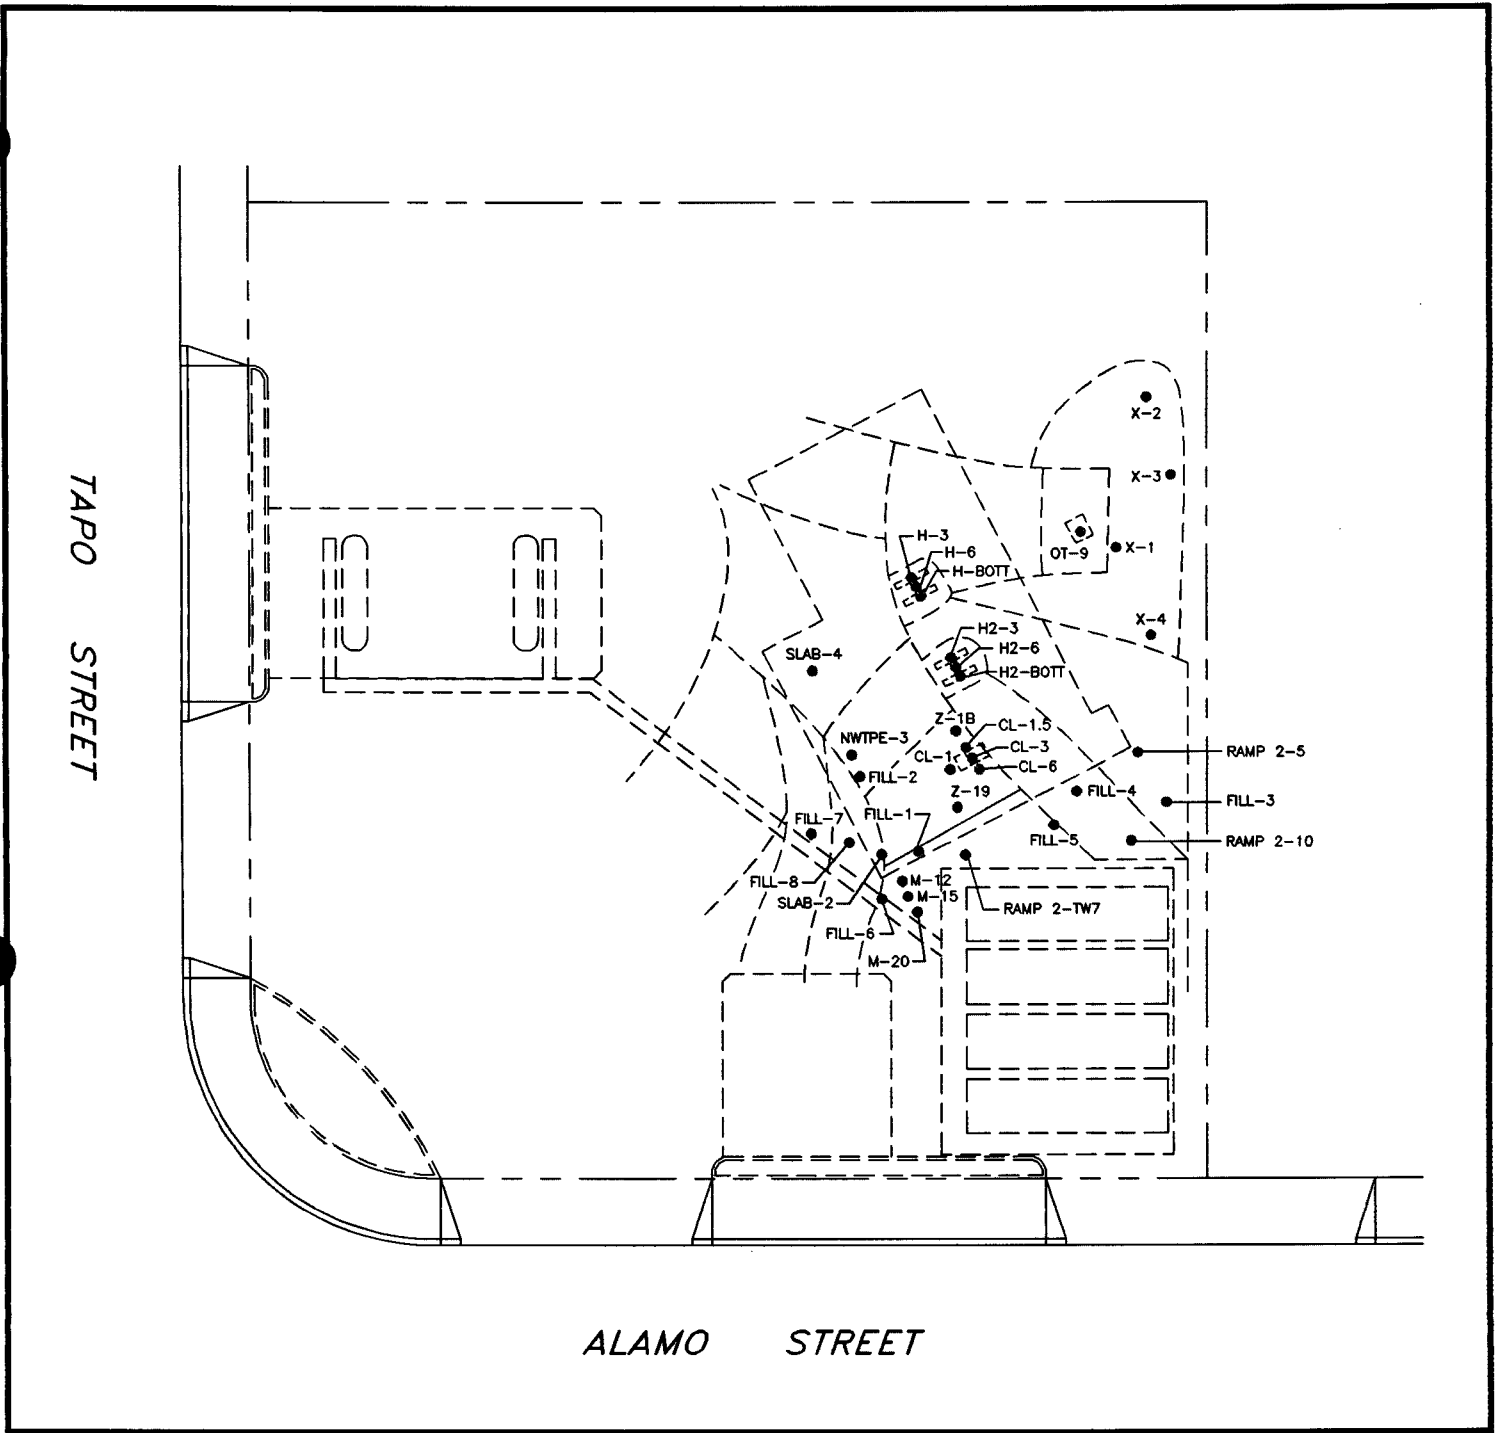 X-2
X-3
H-3
H-6
OT-9
X-1
H-BOTT
X-4
H2-3
SLAB-4
H2-6
H2-BOTT
Z-1B
CL-1.5
NWTPE-3
CL-3
RAMP 2-5
CL-1
CL-6
FILL-2
Z-19
FILL-4
FILL-3
FILL-7
FILL-1
FILL-5
RAMP 2-10
FILL-8
M-12
M-15
SLAB-2
RAMP 2-TW7
FILL-6
M-20
TAPO STREET
ALAMO STREET